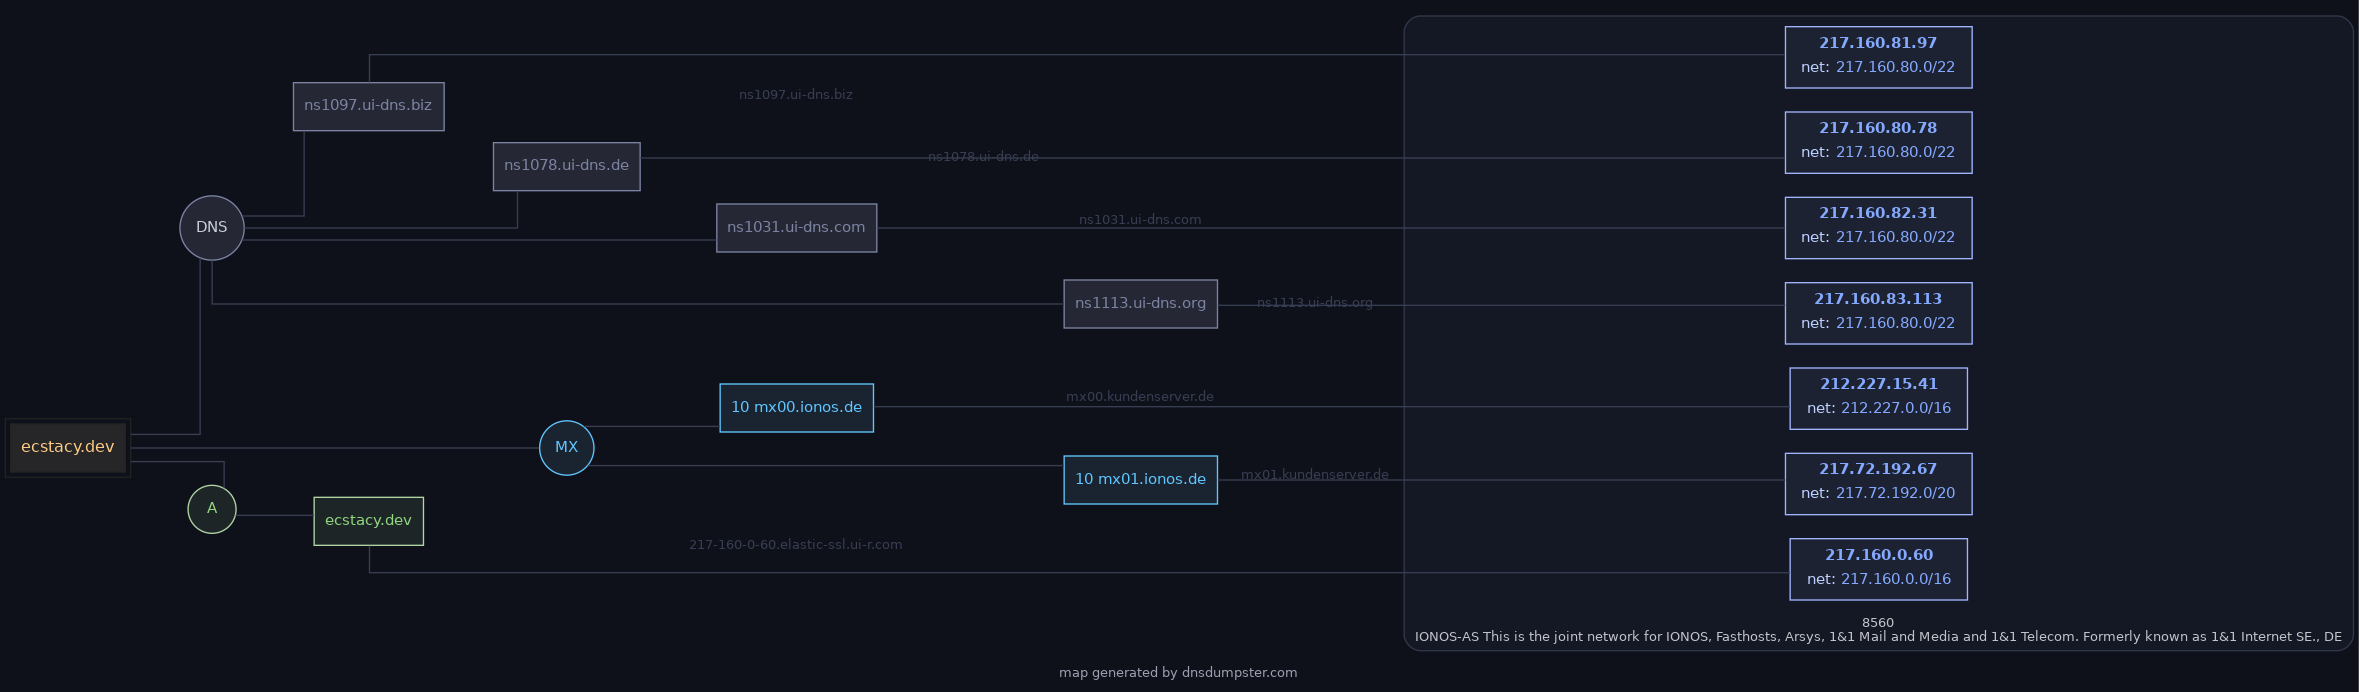 217.160.81.97
net: 217.160.80.0/22
ns1097.ui-dns.biz
ns1097.ui-dns.biz
217.160.80.78
net: 217.160.80.0/22
ns1078.ui-dns.de
ns1078.ui-dns.de
217.160.82.31
net: 217.160.80.0/22
DNS
ns1031.ui-dns.com
ns1031.ui-dns.com
217.160.83.113
net: 217.160.80.0/22
ns1113.ui-dns.org
ns1113.ui-dns.org
212.227.15.41
net: 212.227.0.0/16
10 mx00.ionos.de
mx00.kundenserver.de
ecstacy.dev
MX
217.72.192.67
net: 217.72.192.0/20
10 mx01.ionos.de
mx01.kundenserver.de
A
ecstacy.dev
217-160-0-60.elastic-ssl.ui-r.com
217.160.0.60
net: 217.160.0.0/16
8560
IONOS-AS This is the joint network for IONOS, Fasthosts, Arsys, 1&1 Mail and Media and 1&1 Telecom. Formerly known as 1&1 Internet SE., DE
map generated by dnsdumpster.com